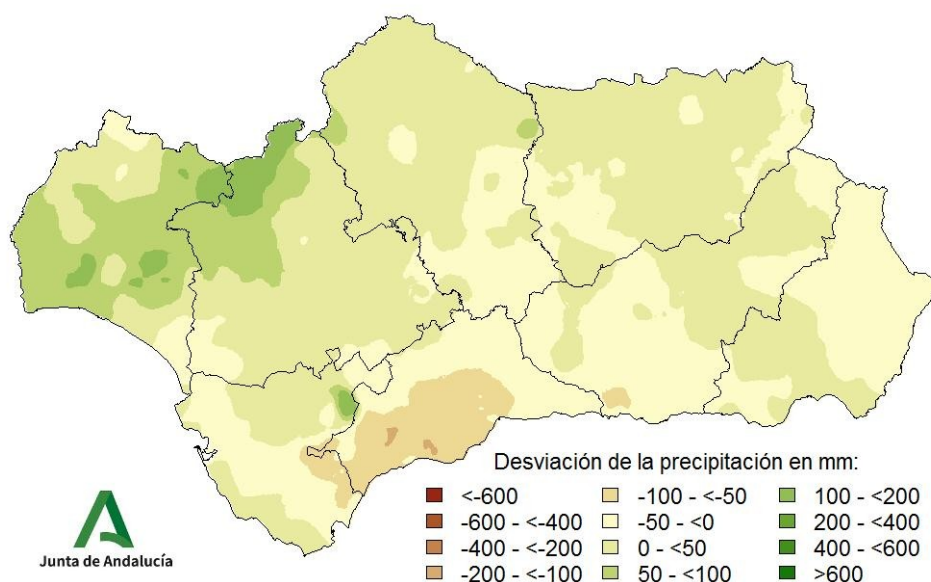 Desviación de la precipitación en mm:
<-600
-600 - <-400
-400 - <-200
-200 - <-100
-100 - <-50
-50 - <0
0 - <50
50 - <100
100 - <200
200 - <400
400 - <600
>600
Junta de Andalucía